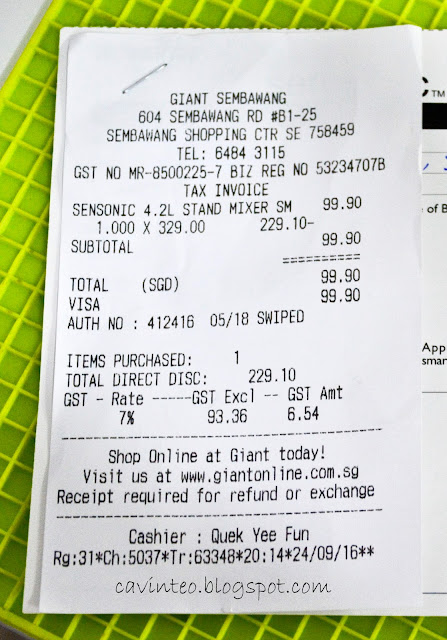 GIANT SEMBAWANG
604 SEMBAWANG RD #B1-25
SEMBAWANG SHOPPING CTR SE 758459
TEL: 6484 3115
GST NO MR-8500225-7 BIZ REG NO 53234707B
TAX INVOICE
SENSONIC 4.2L STAND MIXER SM 99.90
1.000 X 329.00 229.10-
SUBTOTAL 99.90
==========
TOTAL (SGD) 99.90
VISA 99.90
AUTH NO : 412416 05/18 SWIPED
ITEMS PURCHASED: 1
TOTAL DIRECT DISC: 229.10
GST - Rate -----GST Excl -- GST Amt
7% 93.36 6.54
Shop Online at Giant today!
Visit us at www.giantonline.com.sg
Receipt required for refund or exchange
Cashier : Quek Yee Fun
Rg:31*Ch:5037*Tr:63348*20:14*24/09/16**
cavinteo.blogspot.com
TM
of B
App